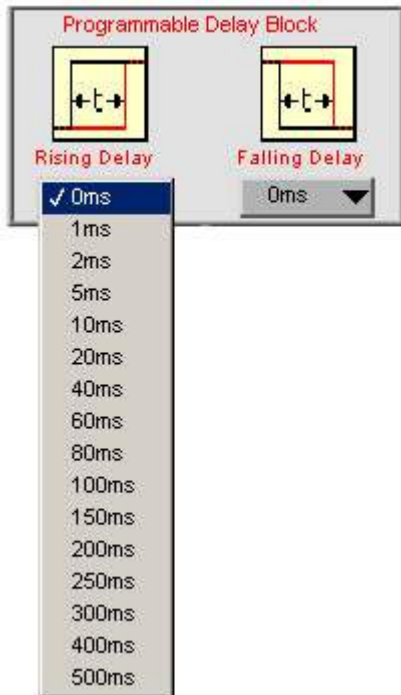 Programmable Delay Block
t
t
Rising Delay
Falling Delay
✓ 0ms
0ms
1ms
2ms
5ms
10ms
20ms
40ms
60ms
80ms
100ms
150ms
200ms
250ms
300ms
400ms
500ms